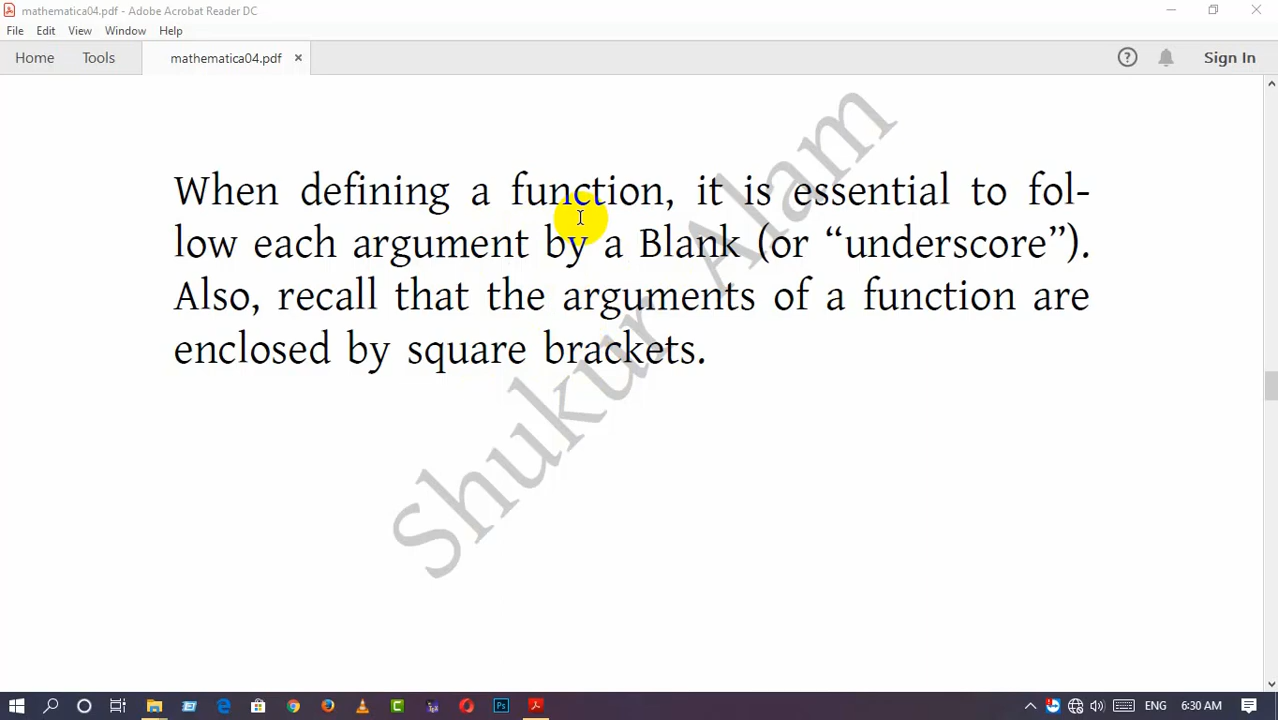 mathematica04.pdf - Adobe Acrobat Reader DC
File Edit View Window Help
Home Tools mathematica04.pdf × ? Sign In
When defining a function, it is essential to fol-
low each argument by a Blank (or “underscore”).
Also, recall that the arguments of a function are
enclosed by square brackets.
Shukur Alam
ENG 6:30 AM